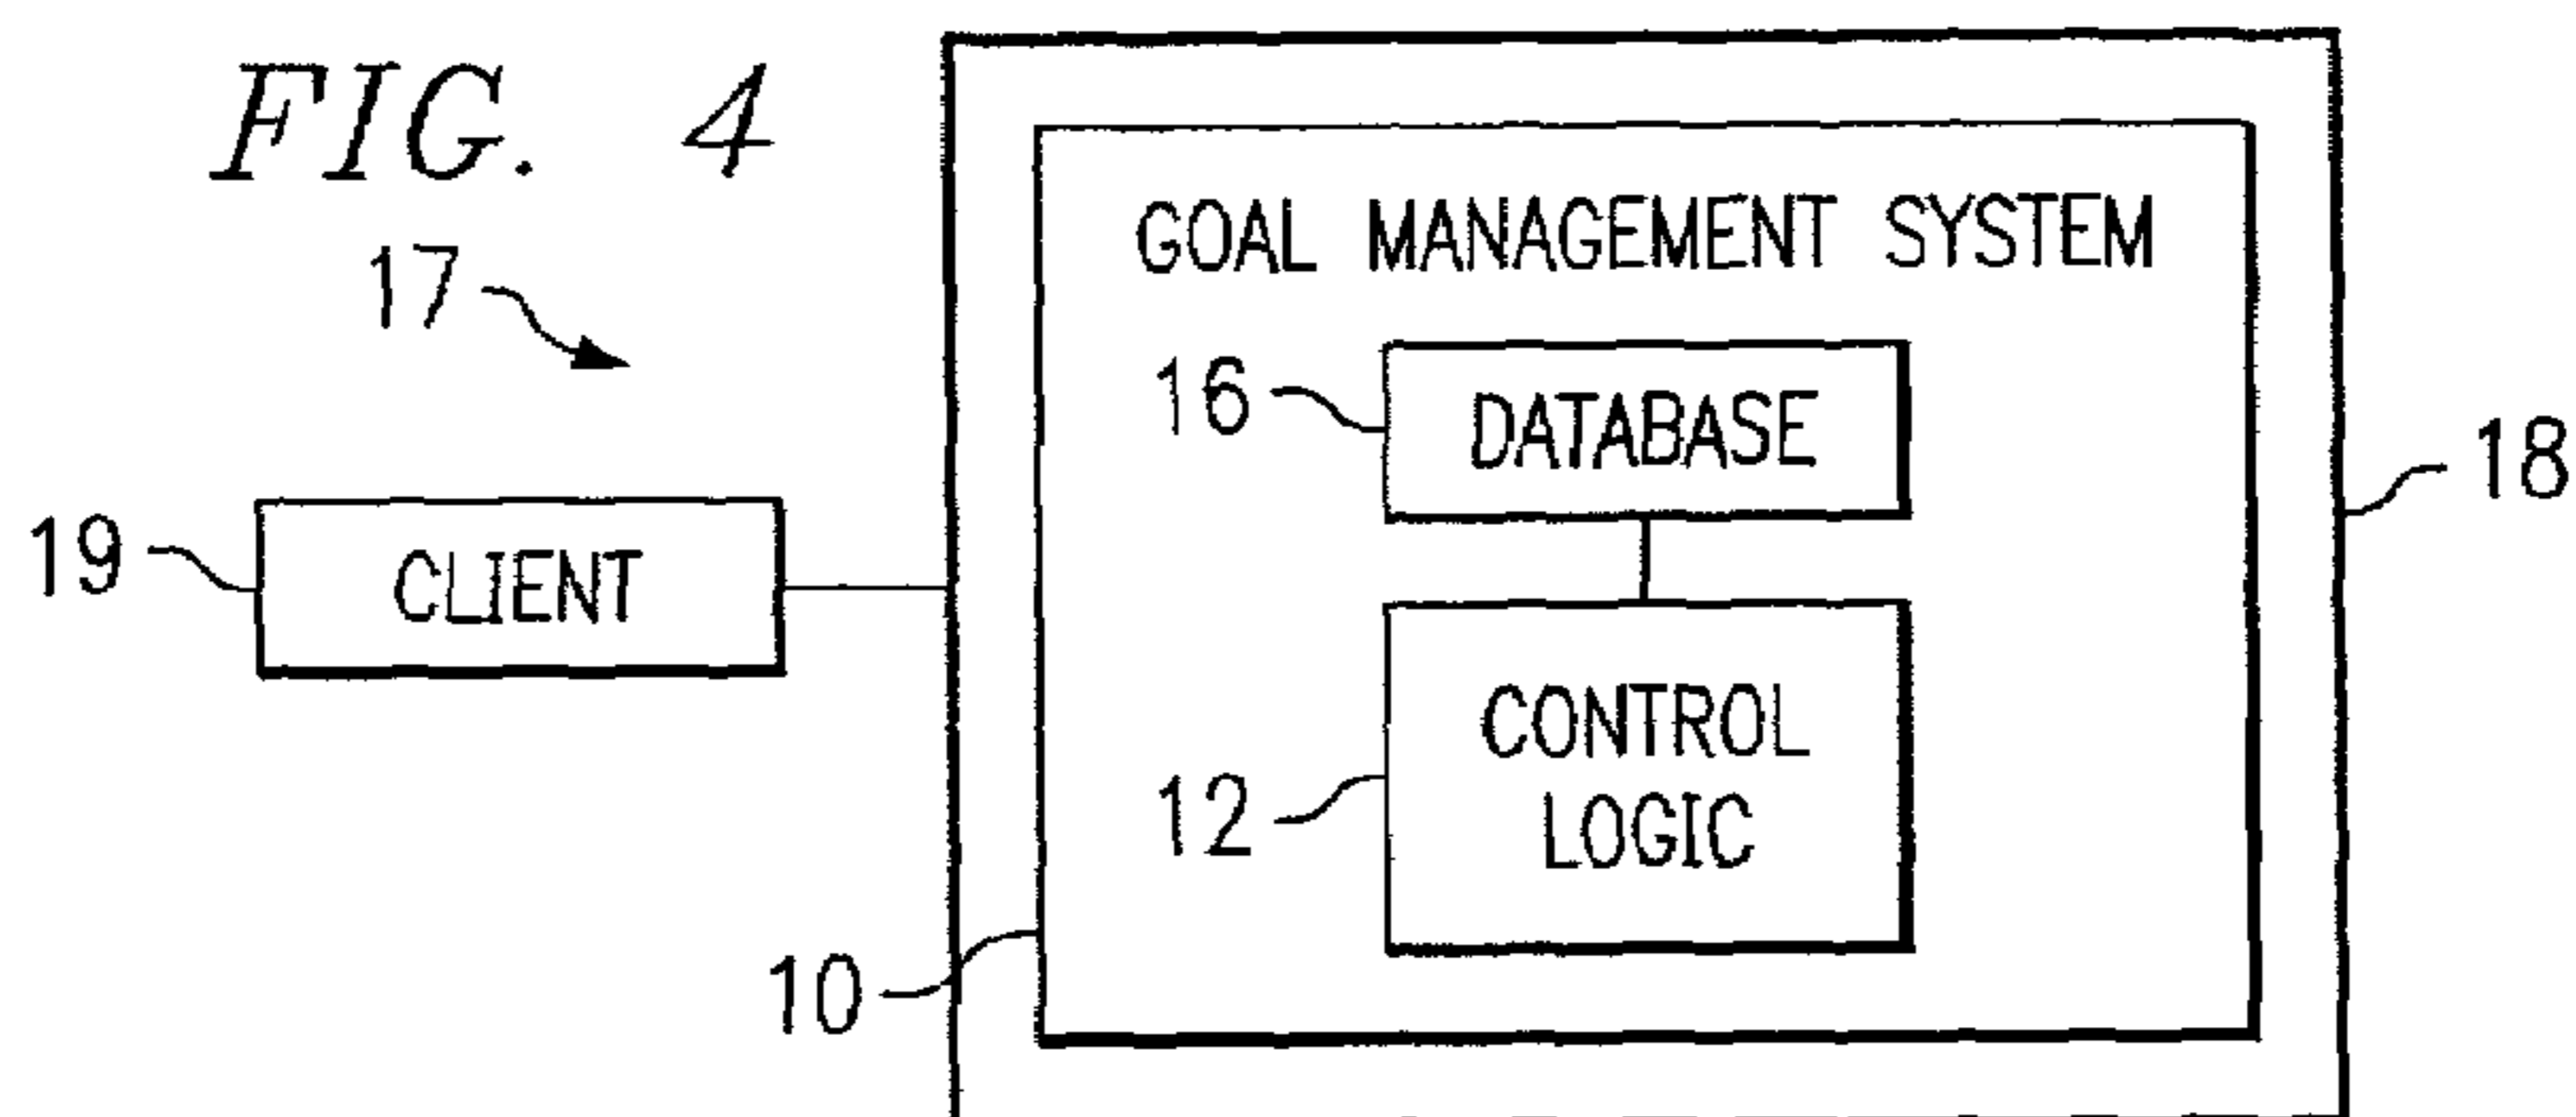 FIG. 4
17
GOAL MANAGEMENT SYSTEM
16
DATABASE
18
19
CLIENT
CONTROL
LOGIC
12
10